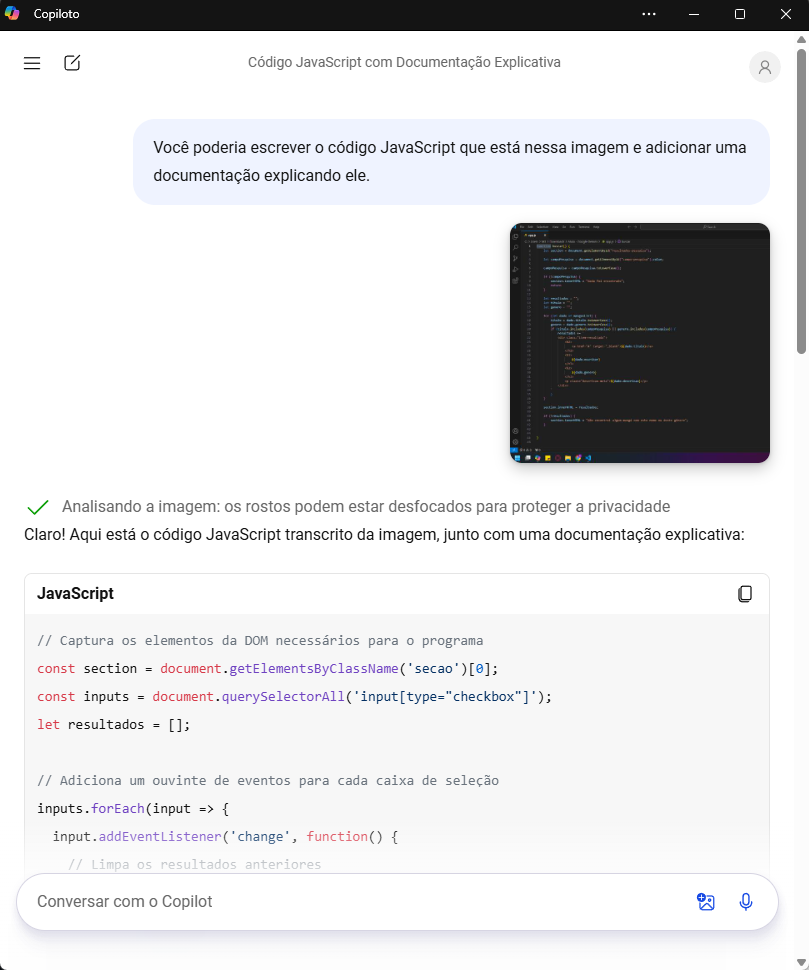 Copiloto
Código JavaScript com Documentação Explicativa
Você poderia escrever o código JavaScript que está nessa imagem e adicionar uma
documentação explicando ele.
Analisando a imagem: os rostos podem estar desfocados para proteger a privacidade
Claro! Aqui está o código JavaScript transcrito da imagem, junto com uma documentação explicativa:
JavaScript
// Captura os elementos da DOM necessários para o programa
const section = document.getElementsByClassName('secao')[0];
const inputs = document.querySelectorAll('input[type="checkbox"]');
let resultados = [];
// Adiciona um ouvinte de eventos para cada caixa de seleção
inputs.forEach(input => {
input.addEventListener('change', function() {
// Limpa os resultados anteriores
Conversar com o Copilot